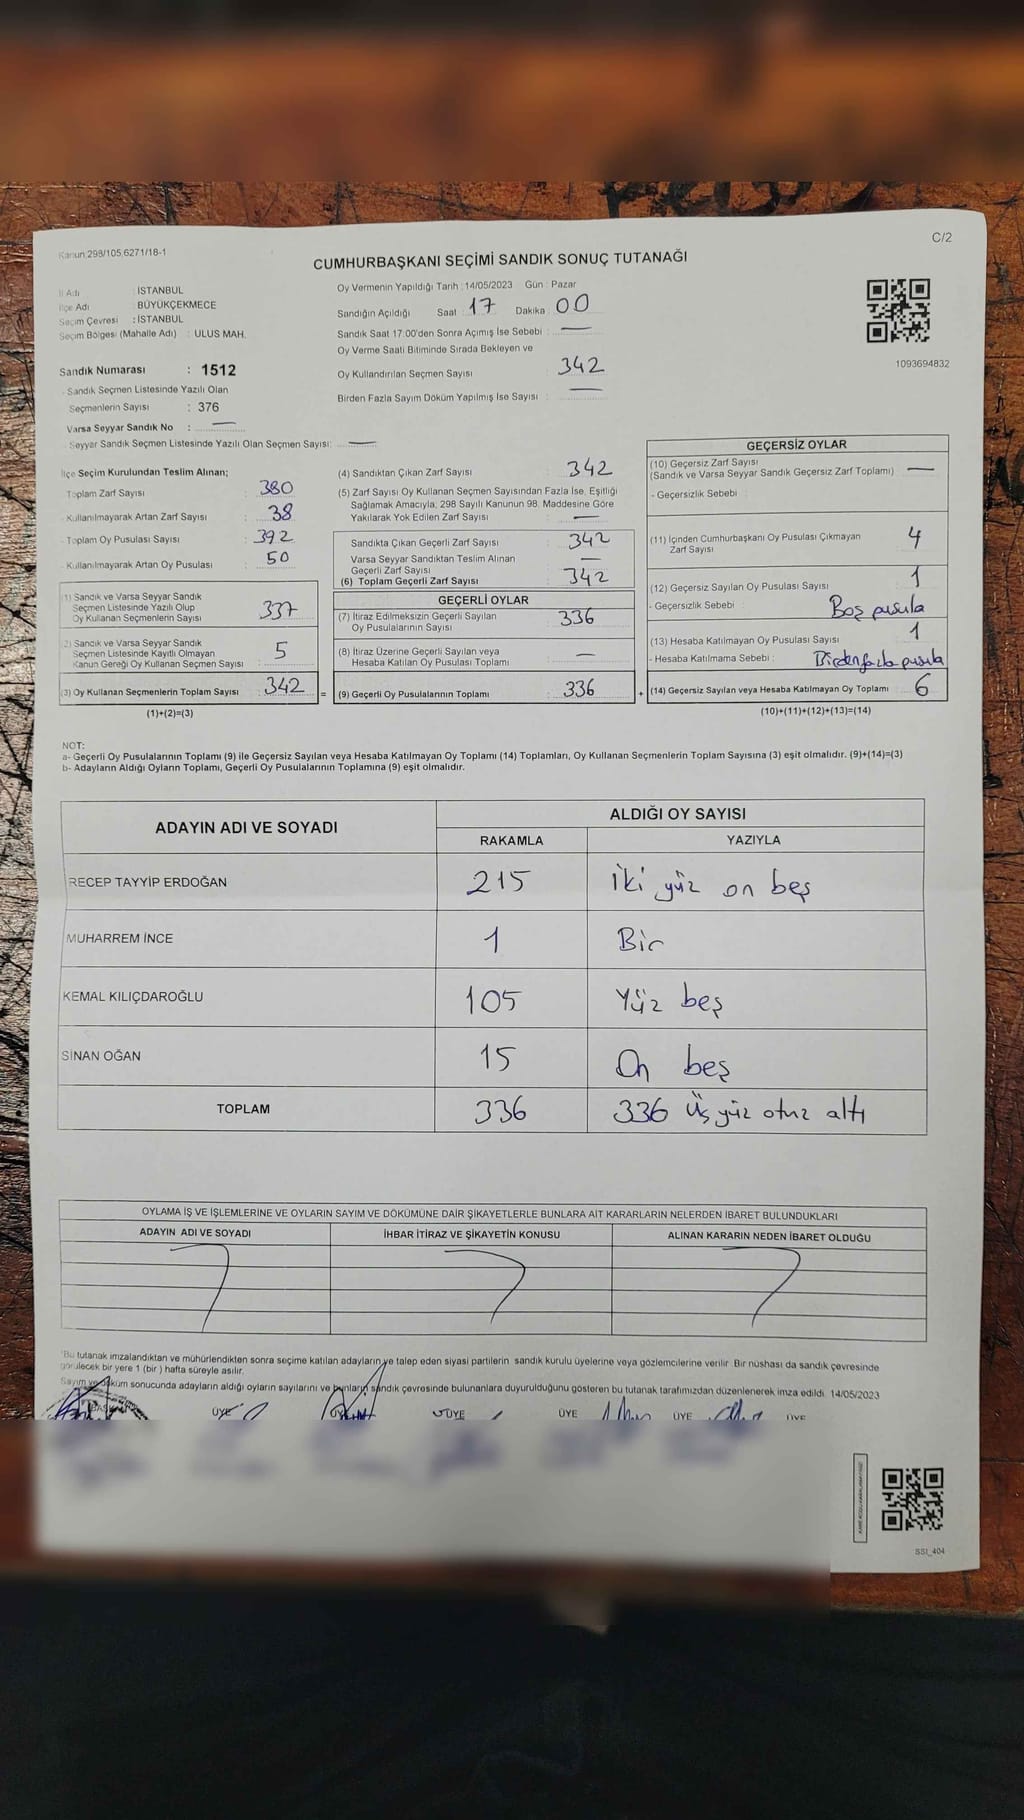 Kanun;298/105,6271/18-1
C/2
CUMHURBAŞKANI SEÇİMİ SANDIK SONUÇ TUTANAĞI
İl Adı : İSTANBUL
İlçe Adı : BÜYÜKÇEKMECE
Seçim Çevresi : İSTANBUL
Seçim Bölgesi (Mahalle Adı) : ULUS MAH.
Sandık Numarası : 1512
Sandık Seçmen Listesinde Yazılı Olan
Seçmenlerin Sayısı : 376
Varsa Seyyar Sandık No : —
Seyyar Sandık Seçmen Listesinde Yazılı Olan Seçmen Sayısı: —
Oy Vermenin Yapıldığı Tarih :14/05/2023 Gün : Pazar
Sandığın Açıldığı Saat 17 Dakika 00
Sandık Saat 17:00'den Sonra Açımış İse Sebebi : —
Oy Verme Saati Bitiminde Sırada Bekleyen ve
Oy Kullandırılan Seçmen Sayısı : 342
Birden Fazla Sayım Döküm Yapılmış İse Sayısı : —
1093694832
İlçe Seçim Kurulundan Teslim Alınan;
Toplam Zarf Sayısı : 380
- Kullanılmayarak Artan Zarf Sayısı : 38
- Toplam Oy Pusulası Sayısı : 392
- Kullanılmayarak Artan Oy Pusulası : 50
(1) Sandık ve Varsa Seyyar Sandık
Seçmen Listesinde Yazılı Olup
Oy Kullanan Seçmenlerin Sayısı : 337
(2) Sandık ve Varsa Seyyar Sandık
Seçmen Listesinde Kayıtlı Olmayan
Kanun Gereği Oy Kullanan Seçmen Sayısı : 5
(3) Oy Kullanan Seçmenlerin Toplam Sayısı : 342 =
(1)+(2)=(3)
(4) Sandıktan Çıkan Zarf Sayısı : 342
(5) Zarf Sayısı Oy Kullanan Seçmen Sayısından Fazla İse, Eşitliği
Sağlamak Amacıyla, 298 Sayılı Kanunun 98. Maddesine Göre
Yakılarak Yok Edilen Zarf Sayısı : —
Sandıkta Çıkan Geçerli Zarf Sayısı : 342
Varsa Seyyar Sandıktan Teslim Alınan
Geçerli Zarf Sayısı : —
(6) Toplam Geçerli Zarf Sayısı : 342
GEÇERLİ OYLAR
(7) İtiraz Edilmeksizin Geçerli Sayılan
Oy Pusulalarının Sayısı : 336
(8) İtiraz Üzerine Geçerli Sayılan veya
Hesaba Katılan Oy Pusulası Toplamı : —
(9) Geçerli Oy Pusulalarının Toplamı : 336 +
GEÇERSİZ OYLAR
(10) Geçersiz Zarf Sayısı
(Sandık ve Varsa Seyyar Sandık Geçersiz Zarf Toplamı) : —
- Geçersizlik Sebebi :
(11) İçinden Cumhurbaşkanı Oy Pusulası Çıkmayan
Zarf Sayısı : 4
(12) Geçersiz Sayılan Oy Pusulası Sayısı : 1
- Geçersizlik Sebebi : Boş pusula
(13) Hesaba Katılmayan Oy Pusulası Sayısı : 1
- Hesaba Katılmama Sebebi : Birden fazla pusula
(14) Geçersiz Sayılan veya Hesaba Katılmayan Oy Toplamı : 6
(10)+(11)+(12)+(13)=(14)
NOT:
a- Geçerli Oy Pusulalarının Toplamı (9) ile Geçersiz Sayılan veya Hesaba Katılmayan Oy Toplamı (14) Toplamları, Oy Kullanan Seçmenlerin Toplam Sayısına (3) eşit olmalıdır. (9)+(14)=(3)
b- Adayların Aldığı Oyların Toplamı, Geçerli Oy Pusulalarının Toplamına (9) eşit olmalıdır.
ADAYIN ADI VE SOYADI
ALDIĞI OY SAYISI
RAKAMLA YAZIYLA
RECEP TAYYİP ERDOĞAN 215 İki yüz on beş
MUHARREM İNCE 1 Bir
KEMAL KILIÇDAROĞLU 105 Yüz beş
SİNAN OĞAN 15 On beş
TOPLAM 336 336 Üç yüz otuz altı
OYLAMA İŞ VE İŞLEMLERİNE VE OYLARIN SAYIM VE DÖKÜMÜNE DAİR ŞİKAYETLERLE BUNLARA AİT KARARLARIN NELERDEN İBARET BULUNDUKLARI
ADAYIN ADI VE SOYADI İHBAR İTİRAZ VE ŞİKAYETİN KONUSU ALINAN KARARIN NEDEN İBARET OLDUĞU
*Bu tutanak imzalandıktan ve mühürlendikten sonra seçime katılan adayların ve talep eden siyasi partilerin sandık kurulu üyelerine veya gözlemcilerine verilir. Bir nüshası da sandık çevresinde
görülecek bir yere 1 (bir) hafta süreyle asılır.
Sayım ve döküm sonucunda adayların aldığı oyların sayılarını ve bunların sandık çevresinde bulunanlara duyurulduğunu gösteren bu tutanak tarafımızdan düzenlenerek imza edildi. 14/05/2023
BAŞKAN ÜYE ÜYE ÜYE ÜYE ÜYE ÜYE
SSI_404